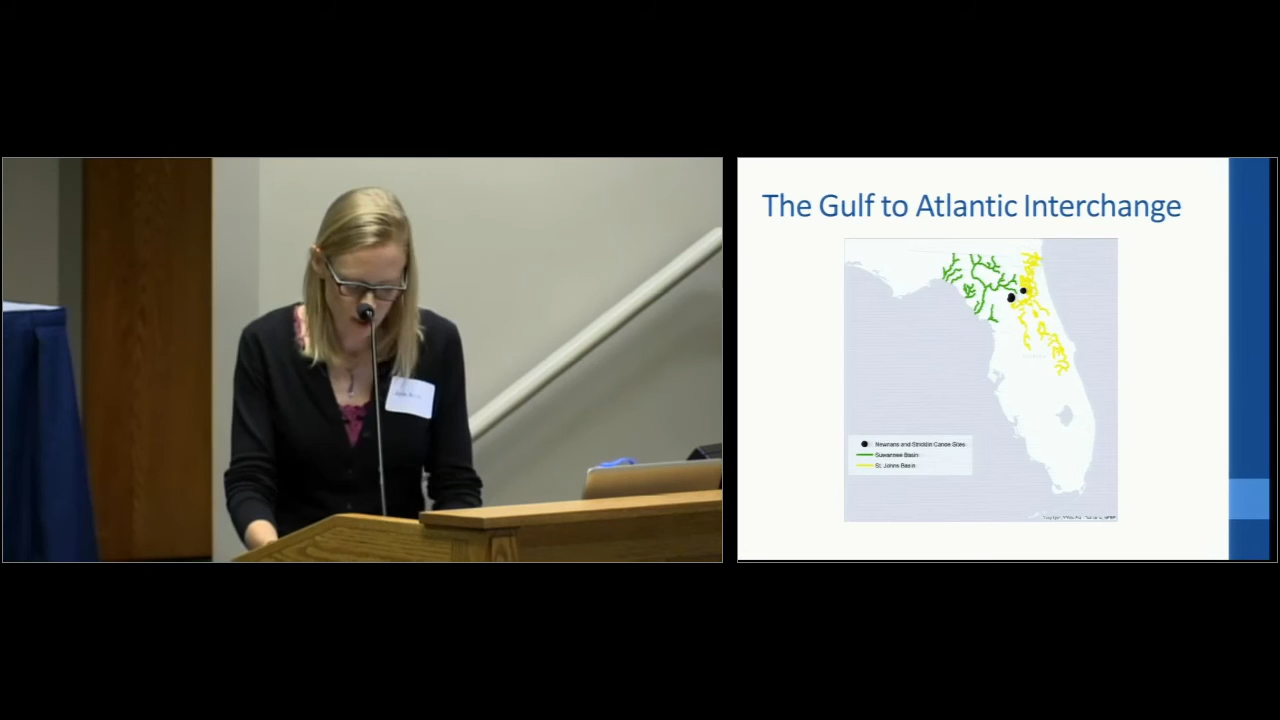 The Gulf to Atlantic Interchange
Newnans and Stricklin Canoe Sites
Suwannee Basin
St. Johns Basin